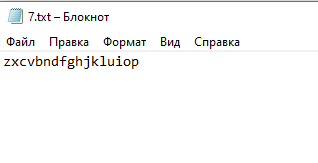 7.txt – Блокнот
Файл Правка Формат Вид Справка
zxcvbndfghjkluiop